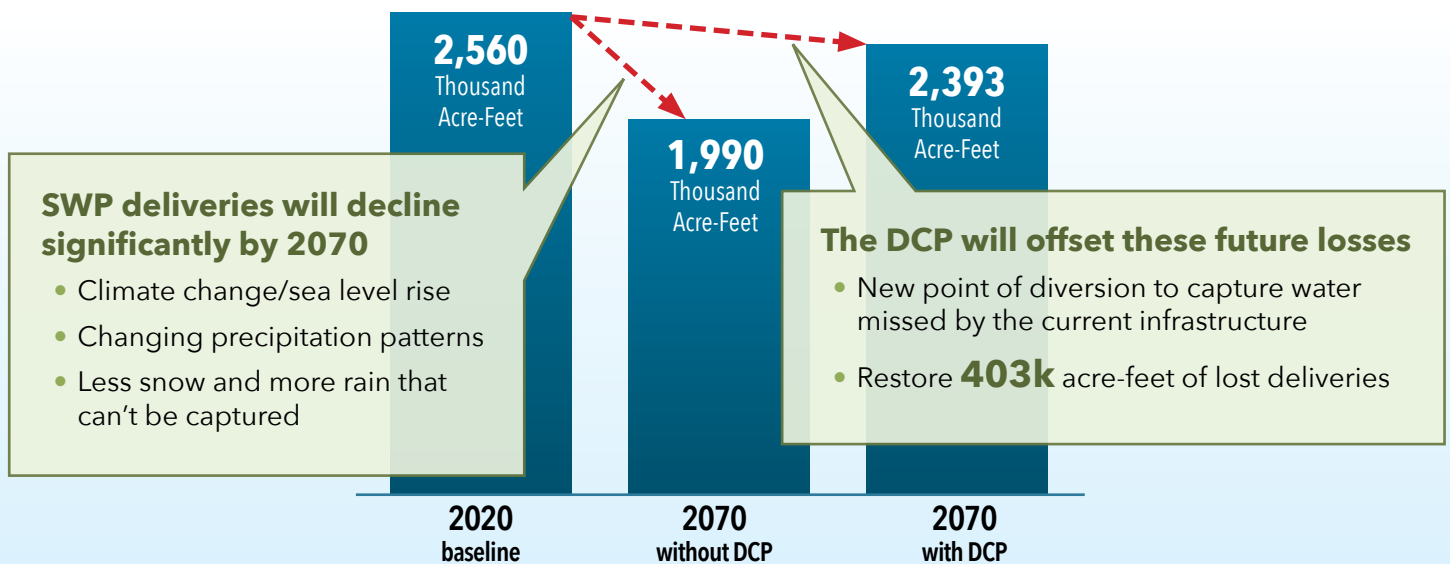 2,560
Thousand
Acre-Feet
1,990
Thousand
Acre-Feet
2,393
Thousand
Acre-Feet
SWP deliveries will decline
significantly by 2070
• Climate change/sea level rise
• Changing precipitation patterns
• Less snow and more rain that
can’t be captured
The DCP will offset these future losses
• New point of diversion to capture water
missed by the current infrastructure
• Restore 403k acre-feet of lost deliveries
2020
baseline
2070
without DCP
2070
with DCP